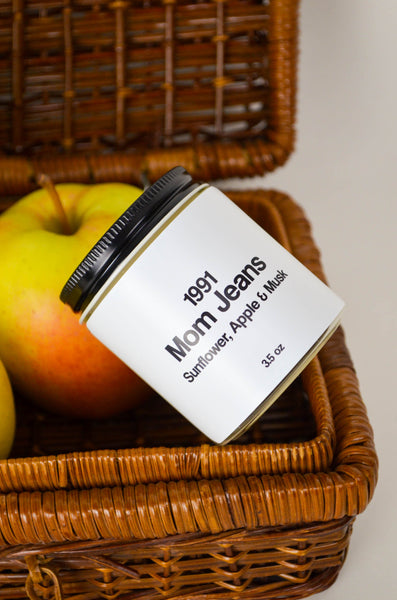 1991
Mom Jeans
Sunflower, Apple & Musk
3.5 oz